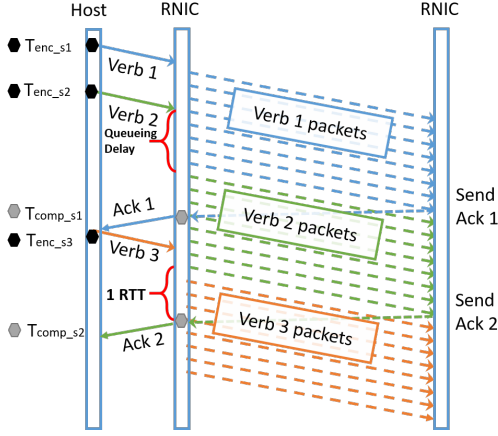 Host
RNIC
RNIC
Tenc_s1
Verb 1
Tenc_s2
Verb 2
Queueing
Delay
Verb 1 packets
Tcomp_s1
Ack 1
Send
Ack 1
Verb 2 packets
Tenc_s3
Verb 3
1 RTT
Send
Ack 2
Verb 3 packets
Tcomp_s2
Ack 2